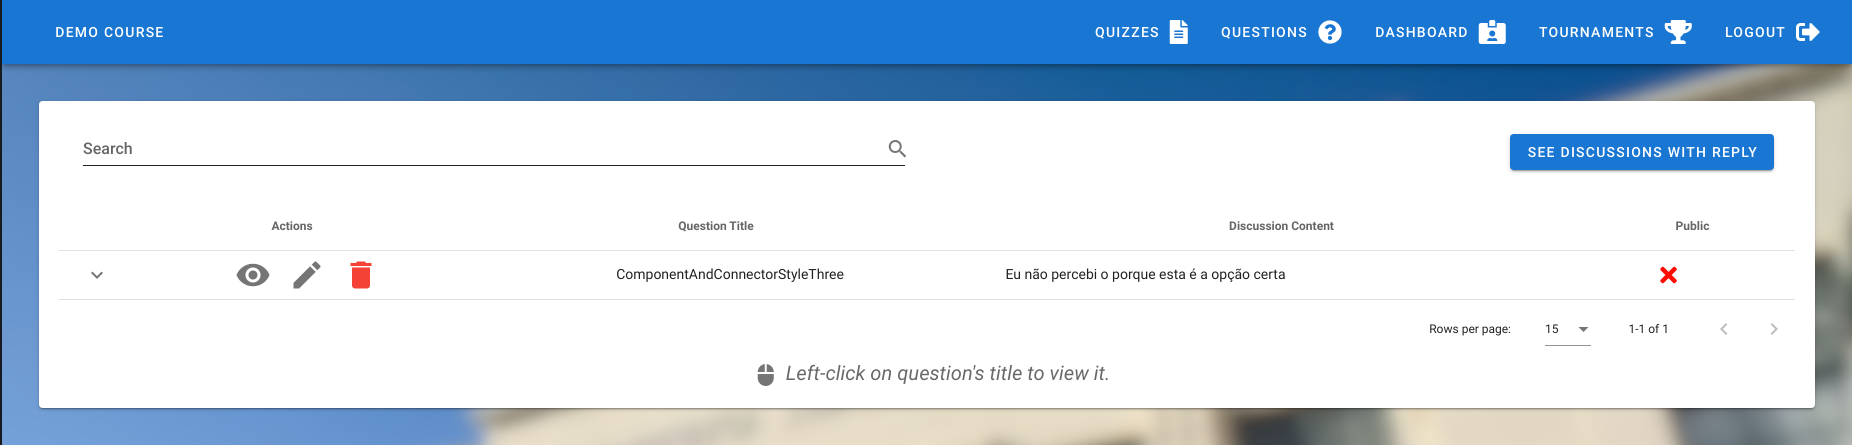 DEMO COURSE QUIZZES QUESTIONS DASHBOARD TOURNAMENTS LOGOUT
Search SEE DISCUSSIONS WITH REPLY
Actions Question Title Discussion Content Public
ComponentAndConnectorStyleThree Eu não percebi o porque esta é a opção certa
Rows per page: 15 1-1 of 1
Left-click on question's title to view it.